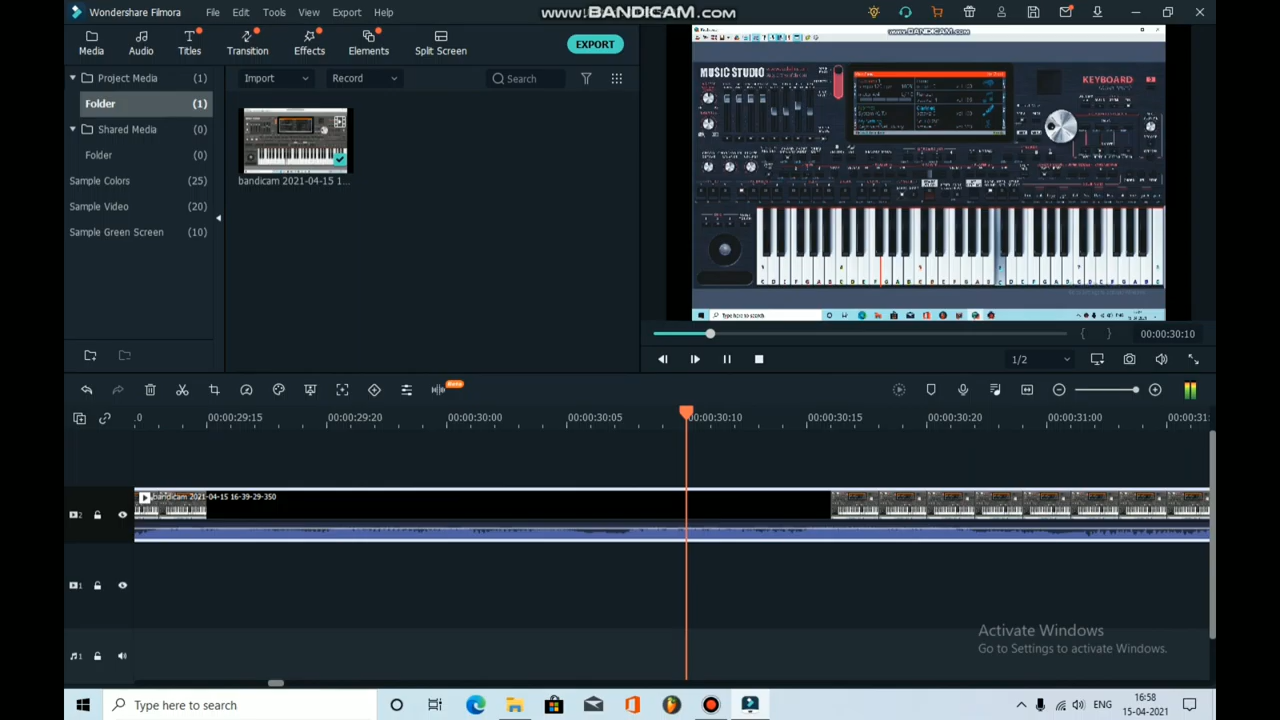 Wondershare Filmora
File
Edit
Tools
View
Export
Help
www.BANDICAM.com
Audio
Titles
Transition
Effects
Elements
Split Screen
EXPORT
Project Media (1)
Import
Record
Search
Folder (1)
Shared Media (0)
Folder (0)
Sample Colors (25)
Sample Video (20)
Sample Green Screen (10)
bandicam 2021-04-15 1...
www.BANDICAM.com
MUSIC STUDIO
KEYBOARD
Type here to search
00:00:30:10
1/2
Beta
0
00:00:29:15
00:00:29:20
00:00:30:00
00:00:30:05
00:00:30:10
00:00:30:15
00:00:30:20
00:00:31:00
00:00:31:
bandicam 2021-04-15 16-39-29-350
2
1
1
Activate Windows
Go to Settings to activate Windows.
Type here to search
ENG
16:58
15-04-2021